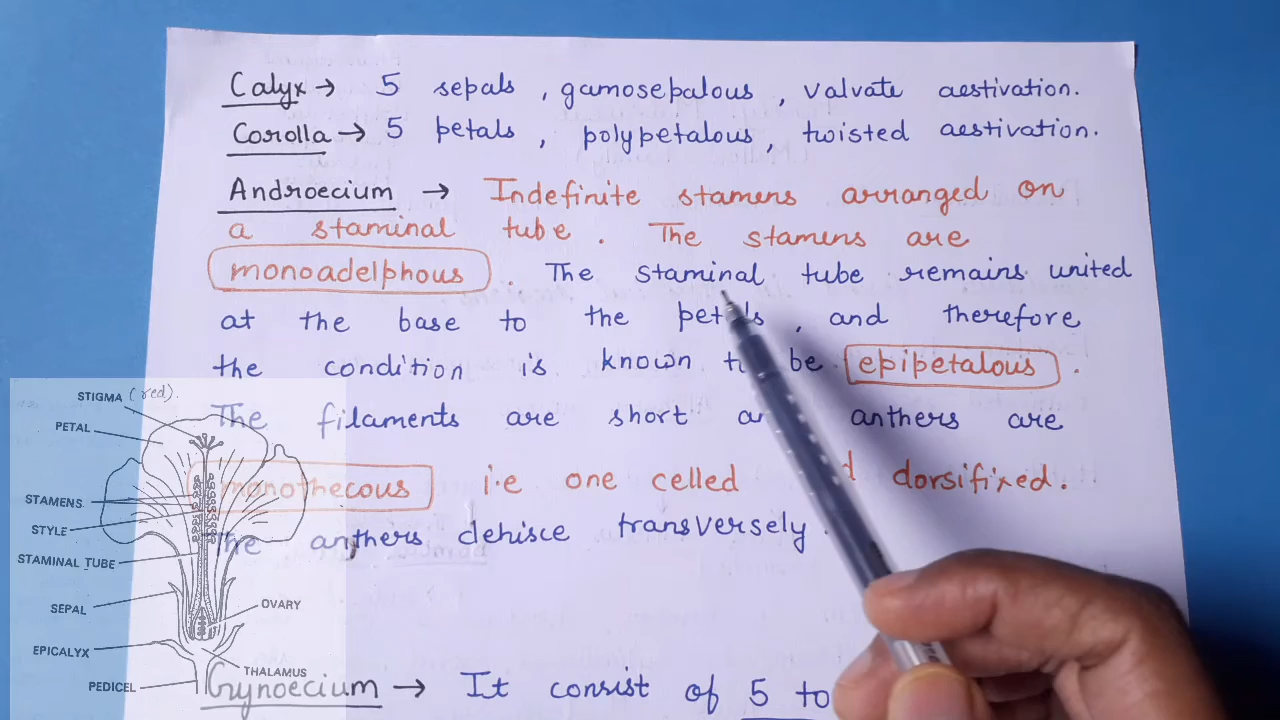 Calyx → 5 sepals , gamosepalous , valvate aestivation.
Corolla → 5 petals , polypetalous , twisted aestivation.
Androecium → Indefinite stamens arranged on
a staminal tube . The stamens are
monoadelphous . The staminal tube remains united
at the base to the petals , and therefore
the condition is known to be epipetalous .
The filaments are short anthers are
monothecous i.e one celled dorsifixed.
The anthers dehisce transversely .
Gynoecium → It consist of 5 to
STIGMA (red).
PETAL
STAMENS
STYLE
STAMINAL TUBE
SEPAL
OVARY
EPICALYX
THALAMUS
PEDICEL